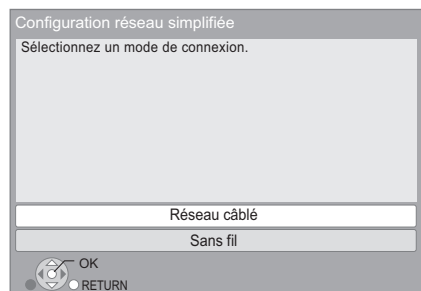 Configuration réseau simplifiée
Sélectionnez un mode de connexion.
Réseau câblé
Sans fil
OK
RETURN